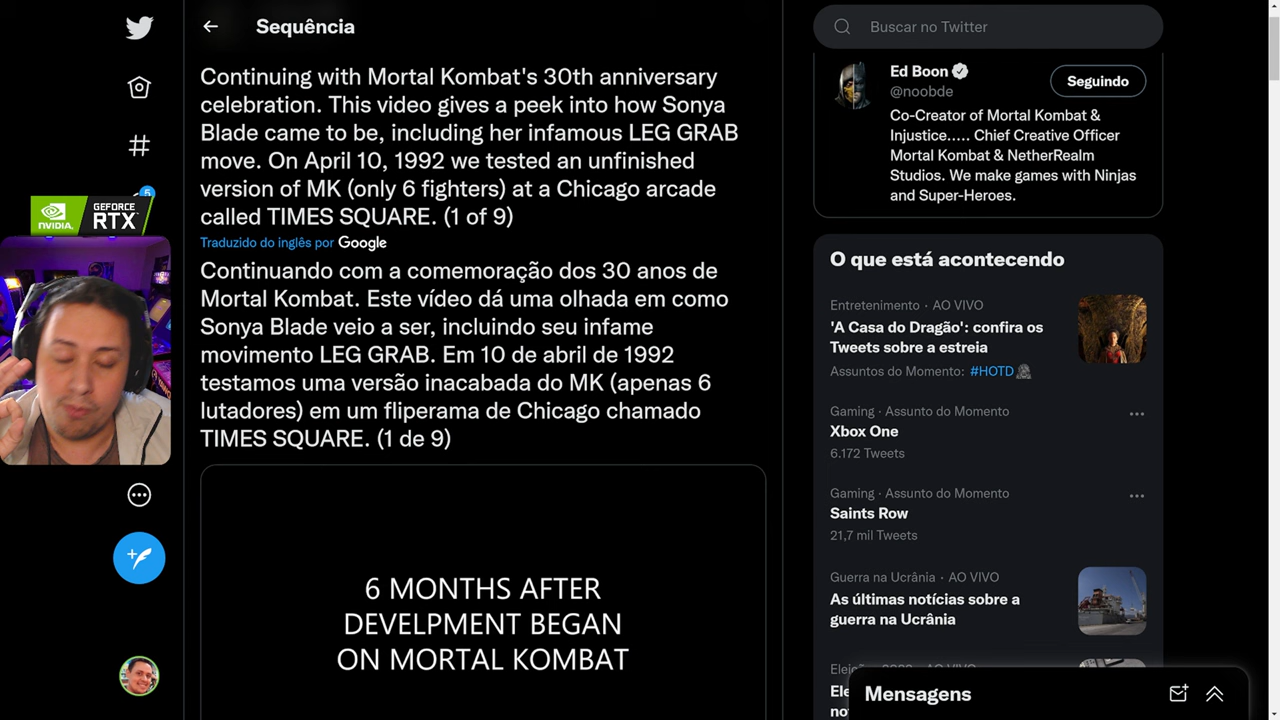 Sequência
Continuing with Mortal Kombat's 30th anniversary
celebration. This video gives a peek into how Sonya
Blade came to be, including her infamous LEG GRAB
move. On April 10, 1992 we tested an unfinished
version of MK (only 6 fighters) at a Chicago arcade
called TIMES SQUARE. (1 of 9)
Traduzido do inglês por Google
Continuando com a comemoração dos 30 anos de
Mortal Kombat. Este vídeo dá uma olhada em como
Sonya Blade veio a ser, incluindo seu infame
movimento LEG GRAB. Em 10 de abril de 1992
testamos uma versão inacabada do MK (apenas 6
lutadores) em um fliperama de Chicago chamado
TIMES SQUARE. (1 de 9)
6 MONTHS AFTER
DEVELPMENT BEGAN
ON MORTAL KOMBAT
5
NVIDIA.
GEFORCE
RTX
Buscar no Twitter
Ed Boon
@noobde
Seguindo
Co-Creator of Mortal Kombat &
Injustice..... Chief Creative Officer
Mortal Kombat & NetherRealm
Studios. We make games with Ninjas
and Super-Heroes.
O que está acontecendo
Entretenimento · AO VIVO
'A Casa do Dragão': confira os
Tweets sobre a estreia
Assuntos do Momento: #HOTD
Gaming · Assunto do Momento
Xbox One
6.172 Tweets
Gaming · Assunto do Momento
Saints Row
21,7 mil Tweets
Guerra na Ucrânia · AO VIVO
As últimas notícias sobre a
guerra na Ucrânia
Mensagens